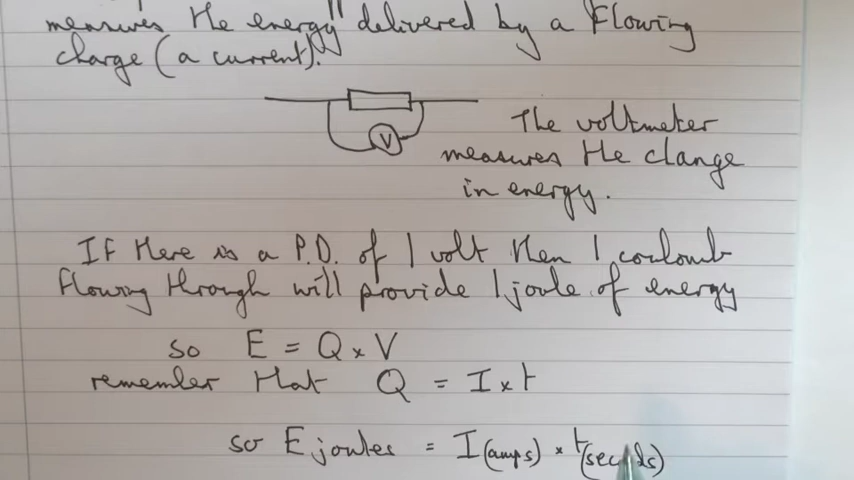 measures the energy" delivered by a flowing
charge (a current).
V
The voltmeter
measures the change
in energy.
If there is a P.D. of 1 volt then 1 coulomb
flowing through will provide 1 joule of energy
so E = Q × V
remember that Q = I × t
so E joules = I (amps) × t (seconds)